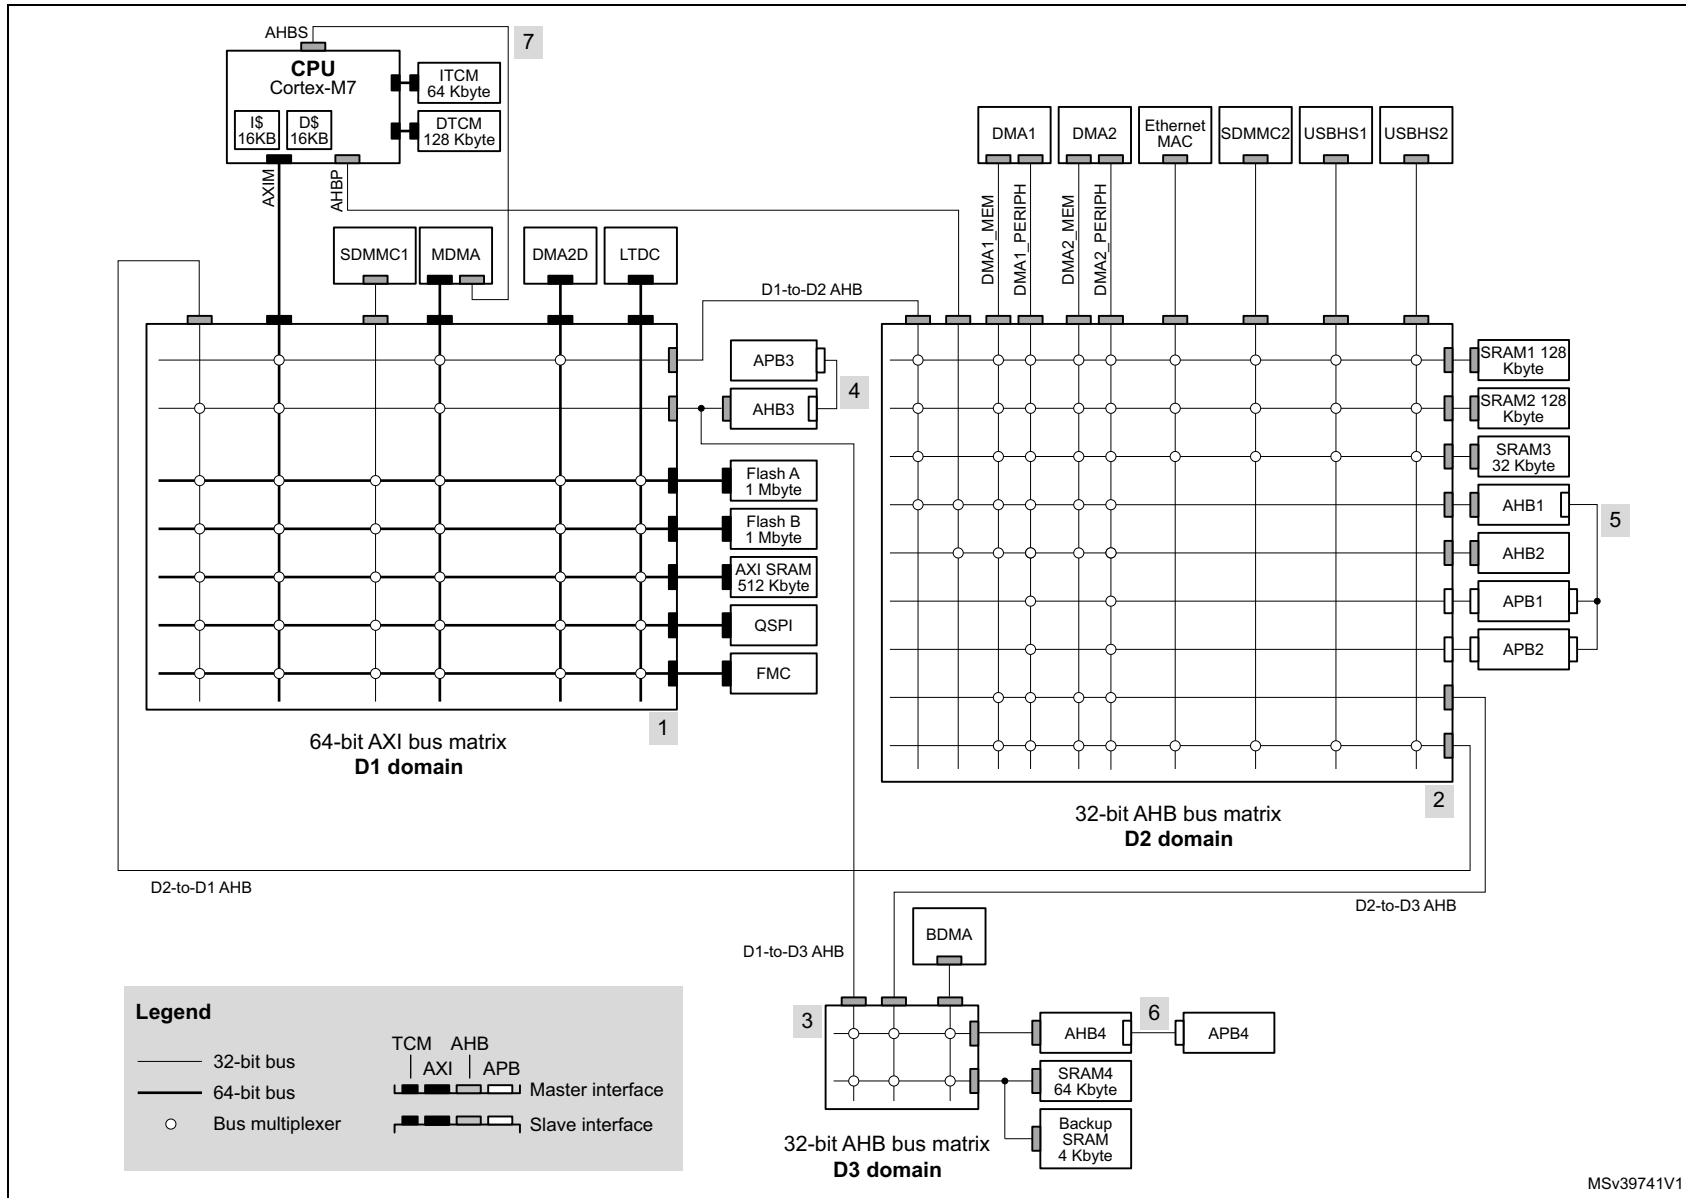 AHBS
7
CPU
Cortex-M7
ITCM
64 Kbyte
I$
16KB
D$
16KB
DTCM
128 Kbyte
AXIM
AHBP
SDMMC1
MDMA
DMA2D
LTDC
DMA1
DMA2
Ethernet
MAC
SDMMC2
USBHS1
USBHS2
DMA1_MEM
DMA1_PERIPH
DMA2_MEM
DMA2_PERIPH
D1-to-D2 AHB
APB3
AHB3
4
Flash A
1 Mbyte
Flash B
1 Mbyte
AXI SRAM
512 Kbyte
QSPI
FMC
1
64-bit AXI bus matrix
D1 domain
SRAM1 128
Kbyte
SRAM2 128
Kbyte
SRAM3
32 Kbyte
AHB1
5
AHB2
APB1
APB2
2
32-bit AHB bus matrix
D2 domain
D2-to-D1 AHB
D2-to-D3 AHB
BDMA
D1-to-D3 AHB
3
AHB4
6
APB4
SRAM4
64 Kbyte
Backup
SRAM
4 Kbyte
32-bit AHB bus matrix
D3 domain
Legend
32-bit bus
64-bit bus
Bus multiplexer
TCM AHB
AXI APB
Master interface
Slave interface
MSv39741V1